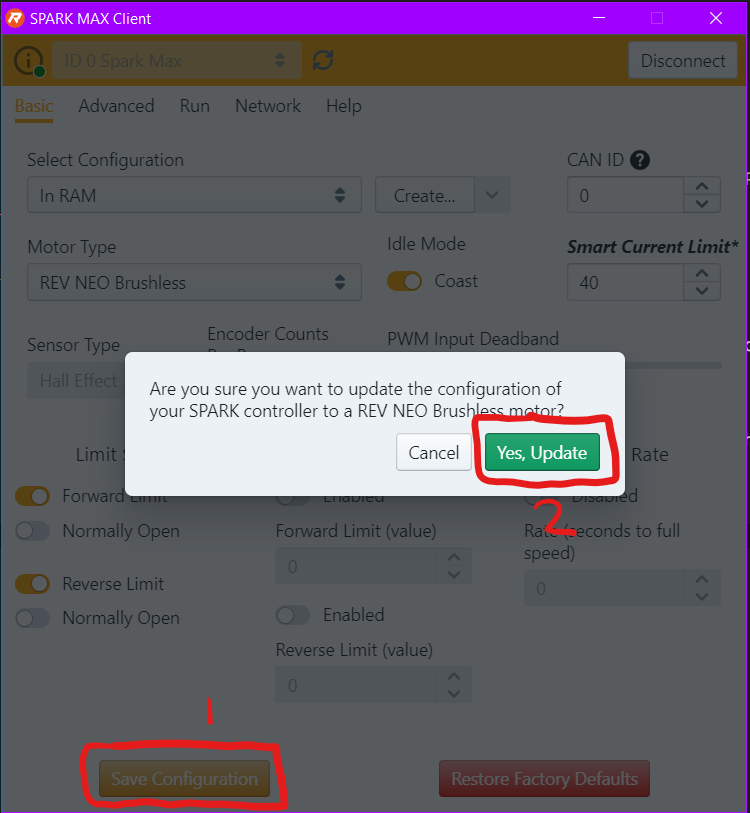 SPARK MAX Client
ID 0 Spark Max
Disconnect
Basic Advanced Run Network Help
Select Configuration
CAN ID ?
In RAM
Create...
0
Motor Type
Idle Mode
Smart Current Limit*
REV NEO Brushless
Coast
40
Sensor Type
Encoder Counts
PWM Input Deadband
Hall Effect
Are you sure you want to update the configuration of
your SPARK controller to a REV NEO Brushless motor?
Cancel
Yes, Update
2
Limit
Rate
Forward Limit
Enabled
Disabled
Normally Open
Forward Limit (value)
Rate (seconds to full
speed)
0
0
Reverse Limit
Normally Open
Enabled
Reverse Limit (value)
0
1
Save Configuration
Restore Factory Defaults